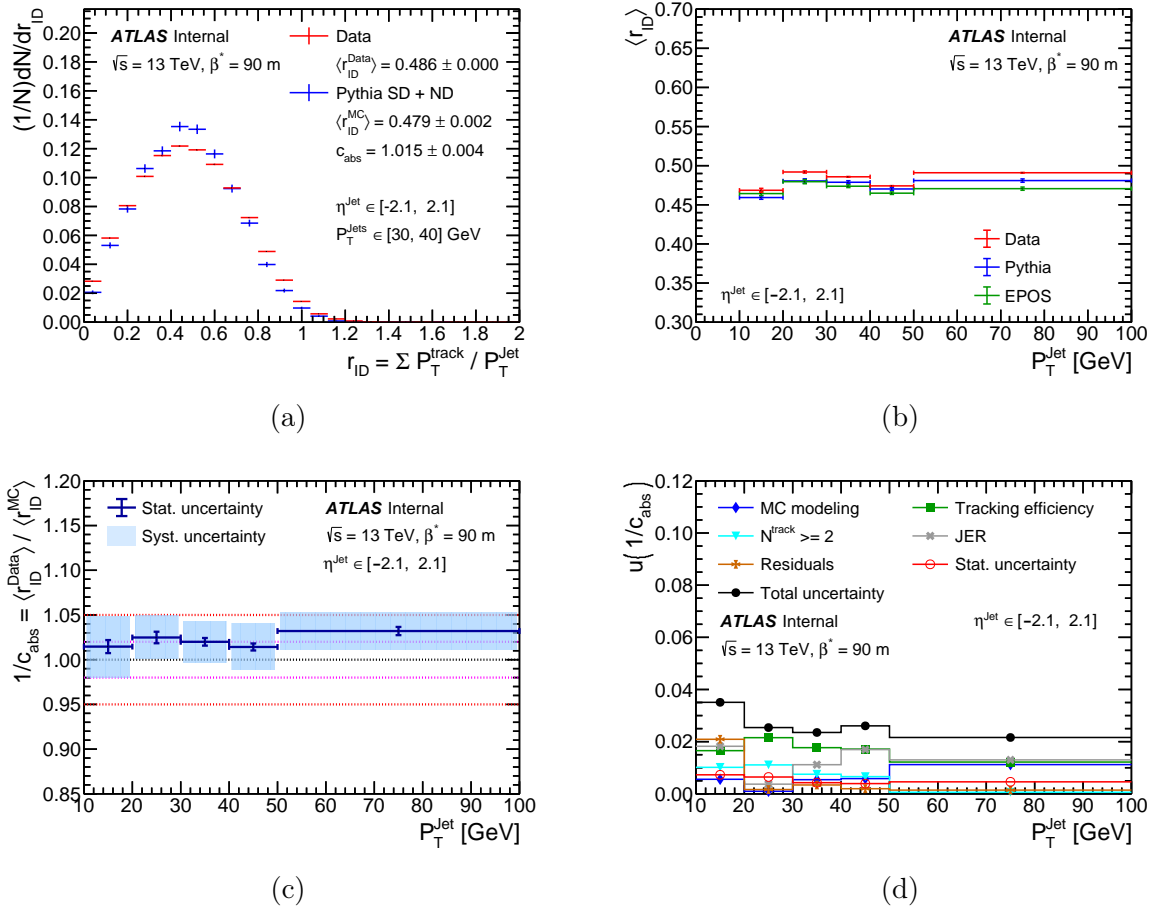 (1/N)dN/dr_ID
0.20
0.18
0.16
0.14
0.12
0.10
0.08
0.06
0.04
0.02
0.00
0 0.2 0.4 0.6 0.8 1.0 1.2 1.4 1.6 1.8 2
r_ID = Σ P_T^track / P_T^Jet
ATLAS Internal
√s = 13 TeV, β* = 90 m
Data
⟨r_ID^Data⟩ = 0.486 ± 0.000
Pythia SD + ND
⟨r_ID^MC⟩ = 0.479 ± 0.002
c_abs = 1.015 ± 0.004
η^Jet ∈ [-2.1, 2.1]
P_T^Jets ∈ [30, 40] GeV
(a)
⟨r_ID⟩
0.70
0.65
0.60
0.55
0.50
0.45
0.40
0.35
0.30
0 10 20 30 40 50 60 70 80 90 100
P_T^Jet [GeV]
ATLAS Internal
√s = 13 TeV, β* = 90 m
Data
Pythia
EPOS
η^Jet ∈ [-2.1, 2.1]
(b)
1/c_abs = ⟨r_ID^Data⟩ / ⟨r_ID^MC⟩
1.20
1.15
1.10
1.05
1.00
0.95
0.90
0.85
10 20 30 40 50 60 70 80 90 100
P_T^Jet [GeV]
Stat. uncertainty
Syst. uncertainty
ATLAS Internal
√s = 13 TeV, β* = 90 m
η^Jet ∈ [-2.1, 2.1]
(c)
u{1/c_abs}
0.12
0.10
0.08
0.06
0.04
0.02
0.00
10 20 30 40 50 60 70 80 90 100
P_T^Jet [GeV]
MC modeling
Tracking efficiency
N^track >= 2
JER
Residuals
Stat. uncertainty
Total uncertainty
ATLAS Internal
√s = 13 TeV, β* = 90 m
η^Jet ∈ [-2.1, 2.1]
(d)